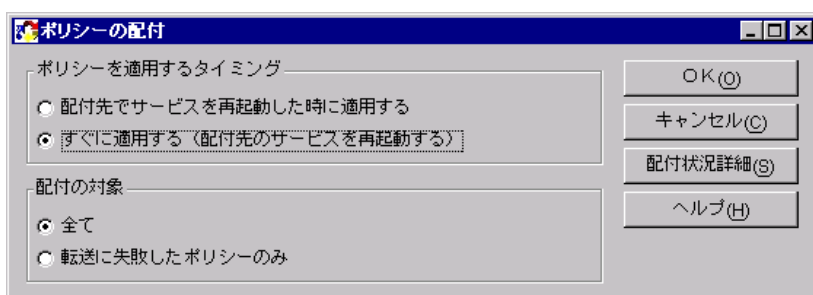 ポリシーの配付
ポリシーを適用するタイミング
配付先でサービスを再起動した時に適用する
すぐに適用する（配付先のサービスを再起動する）
配付の対象
全て
転送に失敗したポリシーのみ
OK(O)
キャンセル(C)
配付状況詳細(S)
ヘルプ(H)